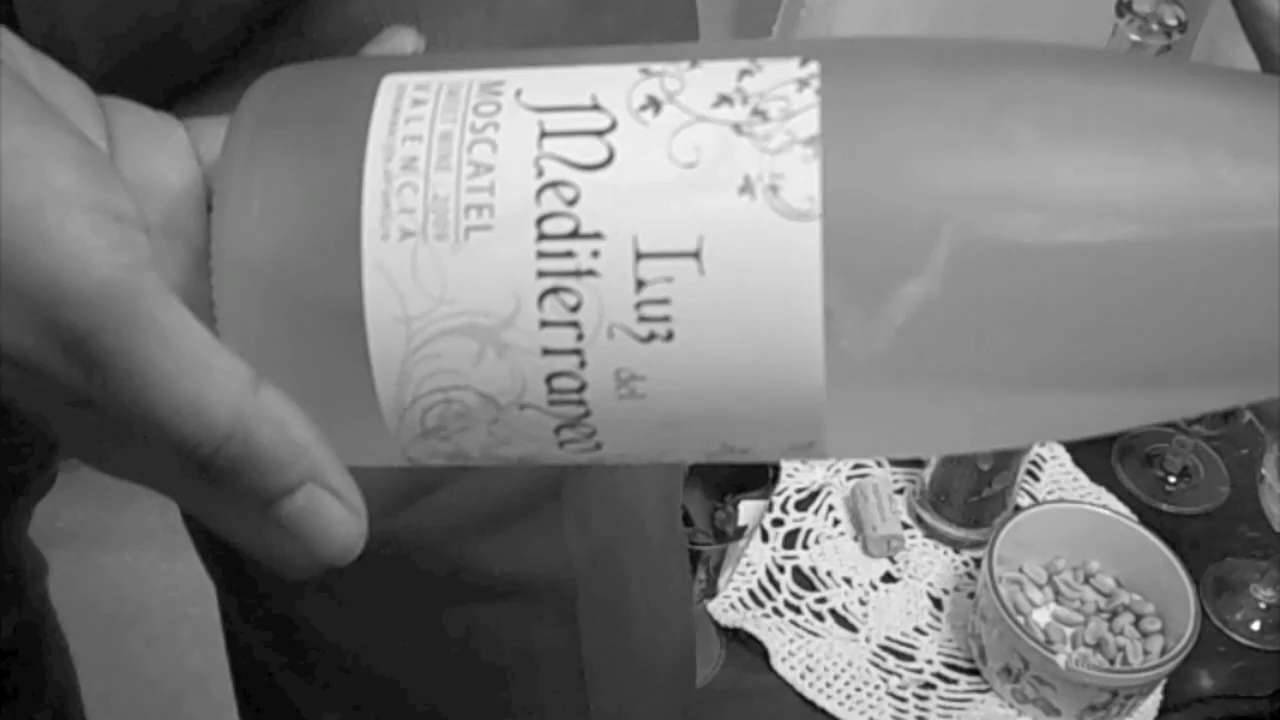 Luz
del
Mediterraneo
MOSCATEL
SWEET WINE . 2009
VALENCIA